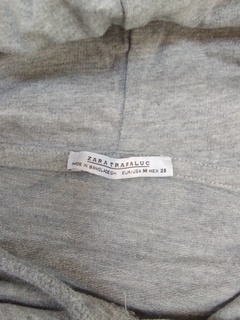 ZARA TRAFALUC
MADE IN BANGLADESH EUR/USA M MEX 28